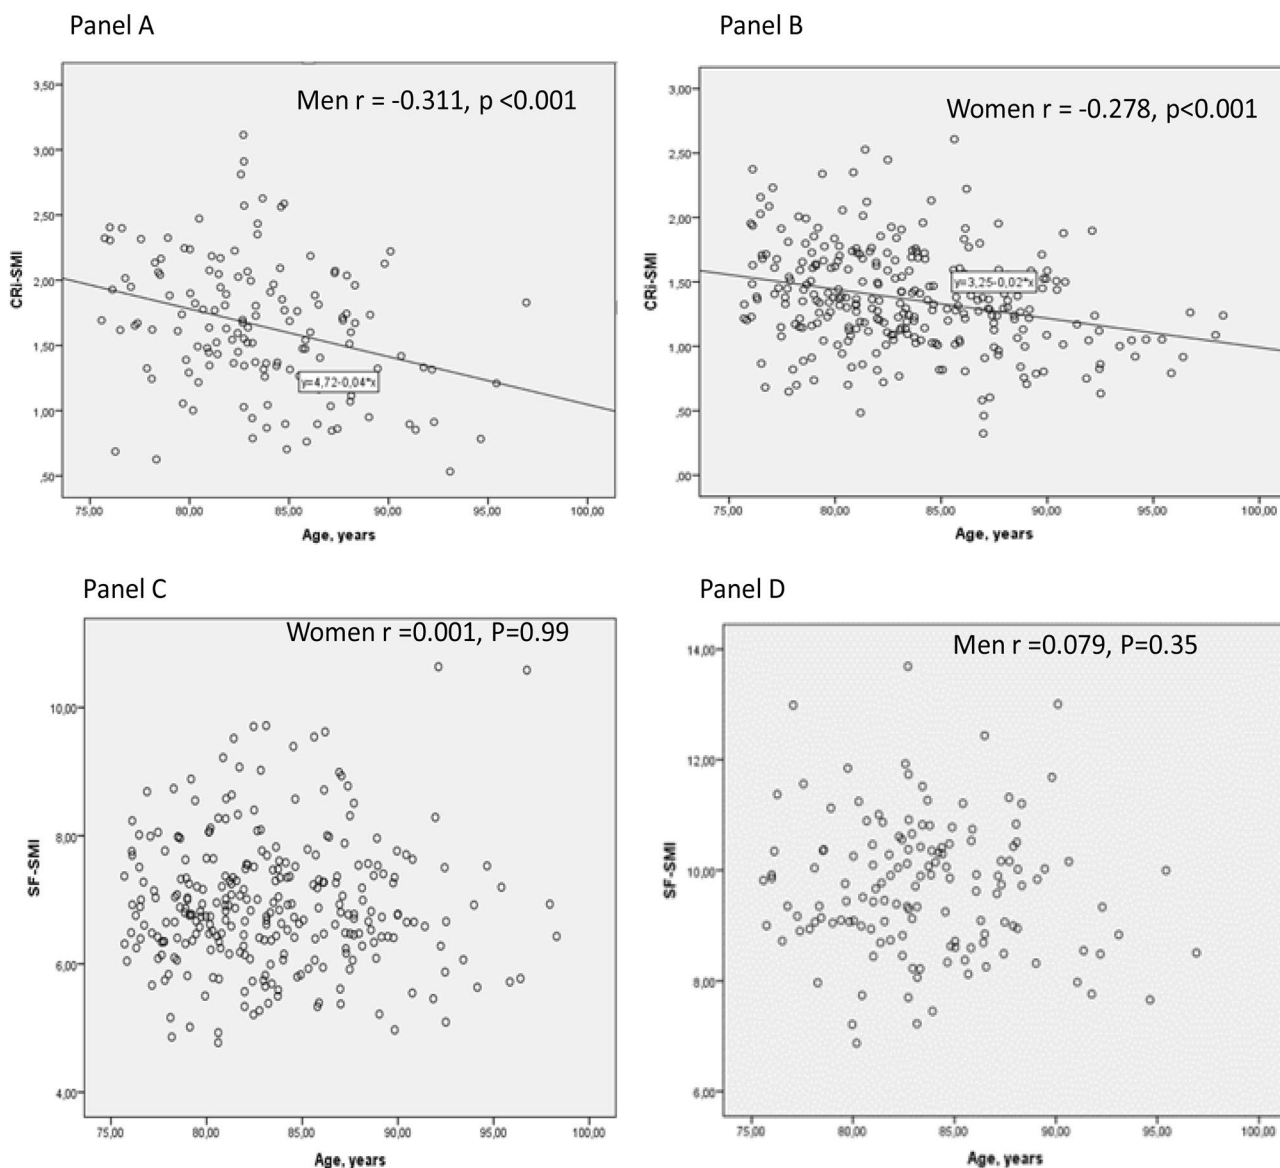 Panel A
Men r = -0.311, p <0.001
3,50
3,00
2,50
2,00
1,50
1,00
,50
CRi-SMI
y=4,72-0,04*x
75,00 80,00 85,00 90,00 95,00 100,00
Age, years
Panel B
Women r = -0.278, p<0.001
3,00
2,50
2,00
1,50
1,00
,50
,00
CRi-SMI
y=3,25-0,02*x
75,00 80,00 85,00 90,00 95,00 100,00
Age, years
Panel C
Women r =0.001, P=0.99
10,00
8,00
6,00
4,00
SF-SMI
75,00 80,00 85,00 90,00 95,00 100,00
Age, years
Panel D
Men r =0.079, P=0.35
14,00
12,00
10,00
8,00
6,00
SF-SMI
75,00 80,00 85,00 90,00 95,00 100,00
Age, years